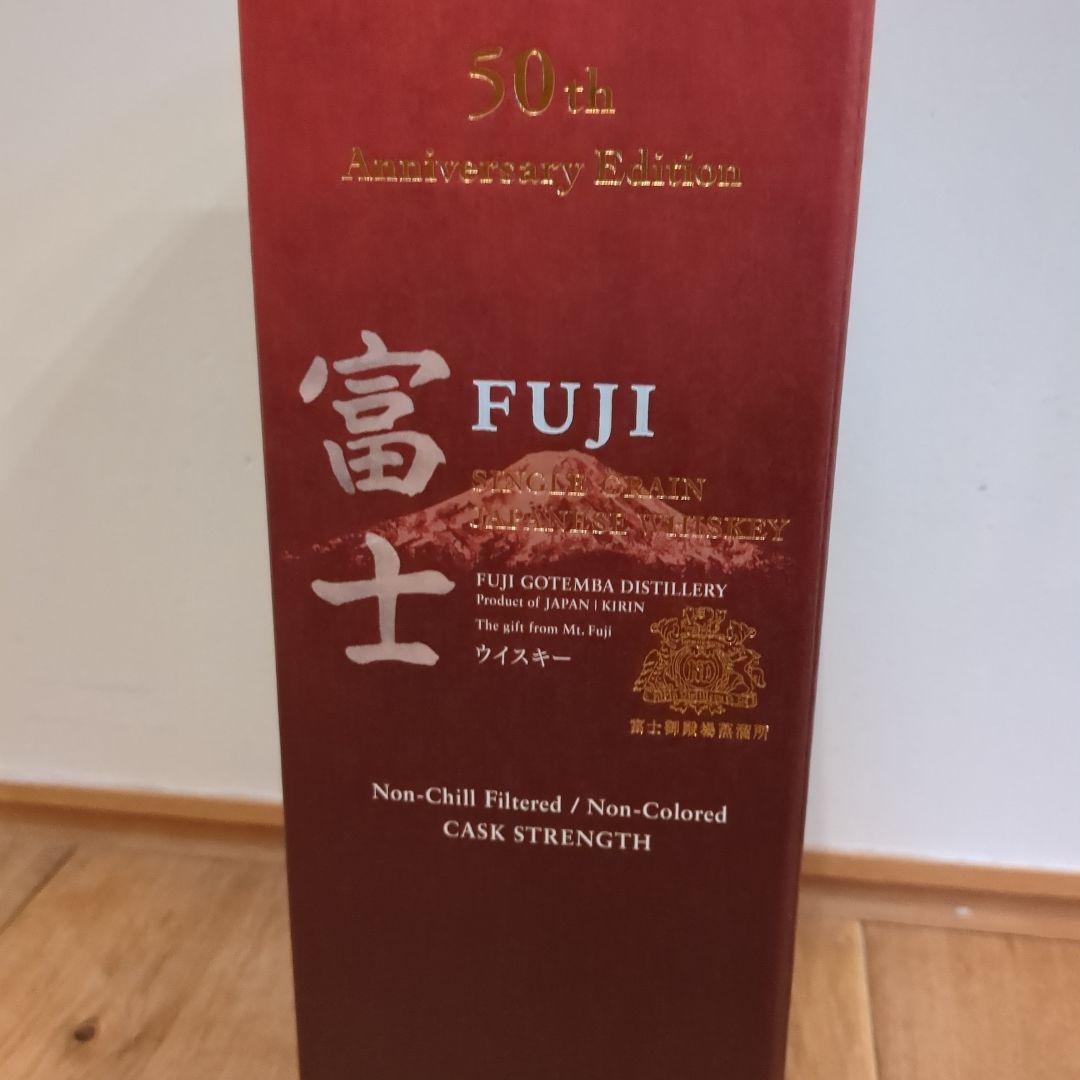 50th
Anniversary Edition
富士
FUJI
SINGLE GRAIN
JAPANESE WHISKEY
FUJI GOTEMBA DISTILLERY
Product of JAPAN | KIRIN
The gift from Mt. Fuji
ウイスキー
富士御殿場蒸溜所
Non-Chill Filtered / Non-Colored
CASK STRENGTH